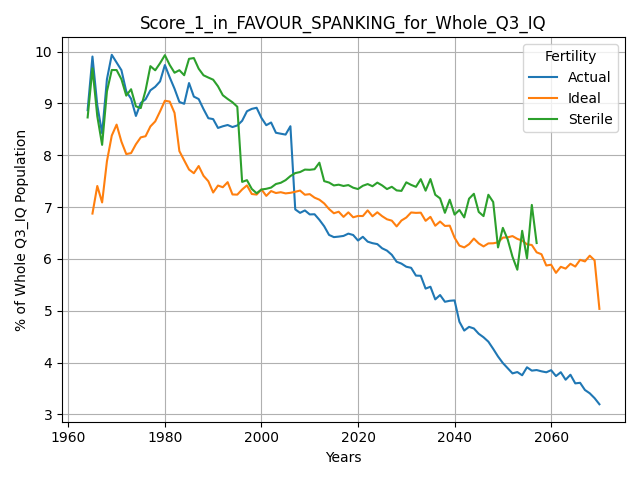 Score_1_in_FAVOUR_SPANKING_for_Whole_Q3_IQ
Fertility
Actual
Ideal
Sterile
% of Whole Q3_IQ Population
10
9
8
7
6
5
4
3
1960
1980
2000
2020
2040
2060
Years